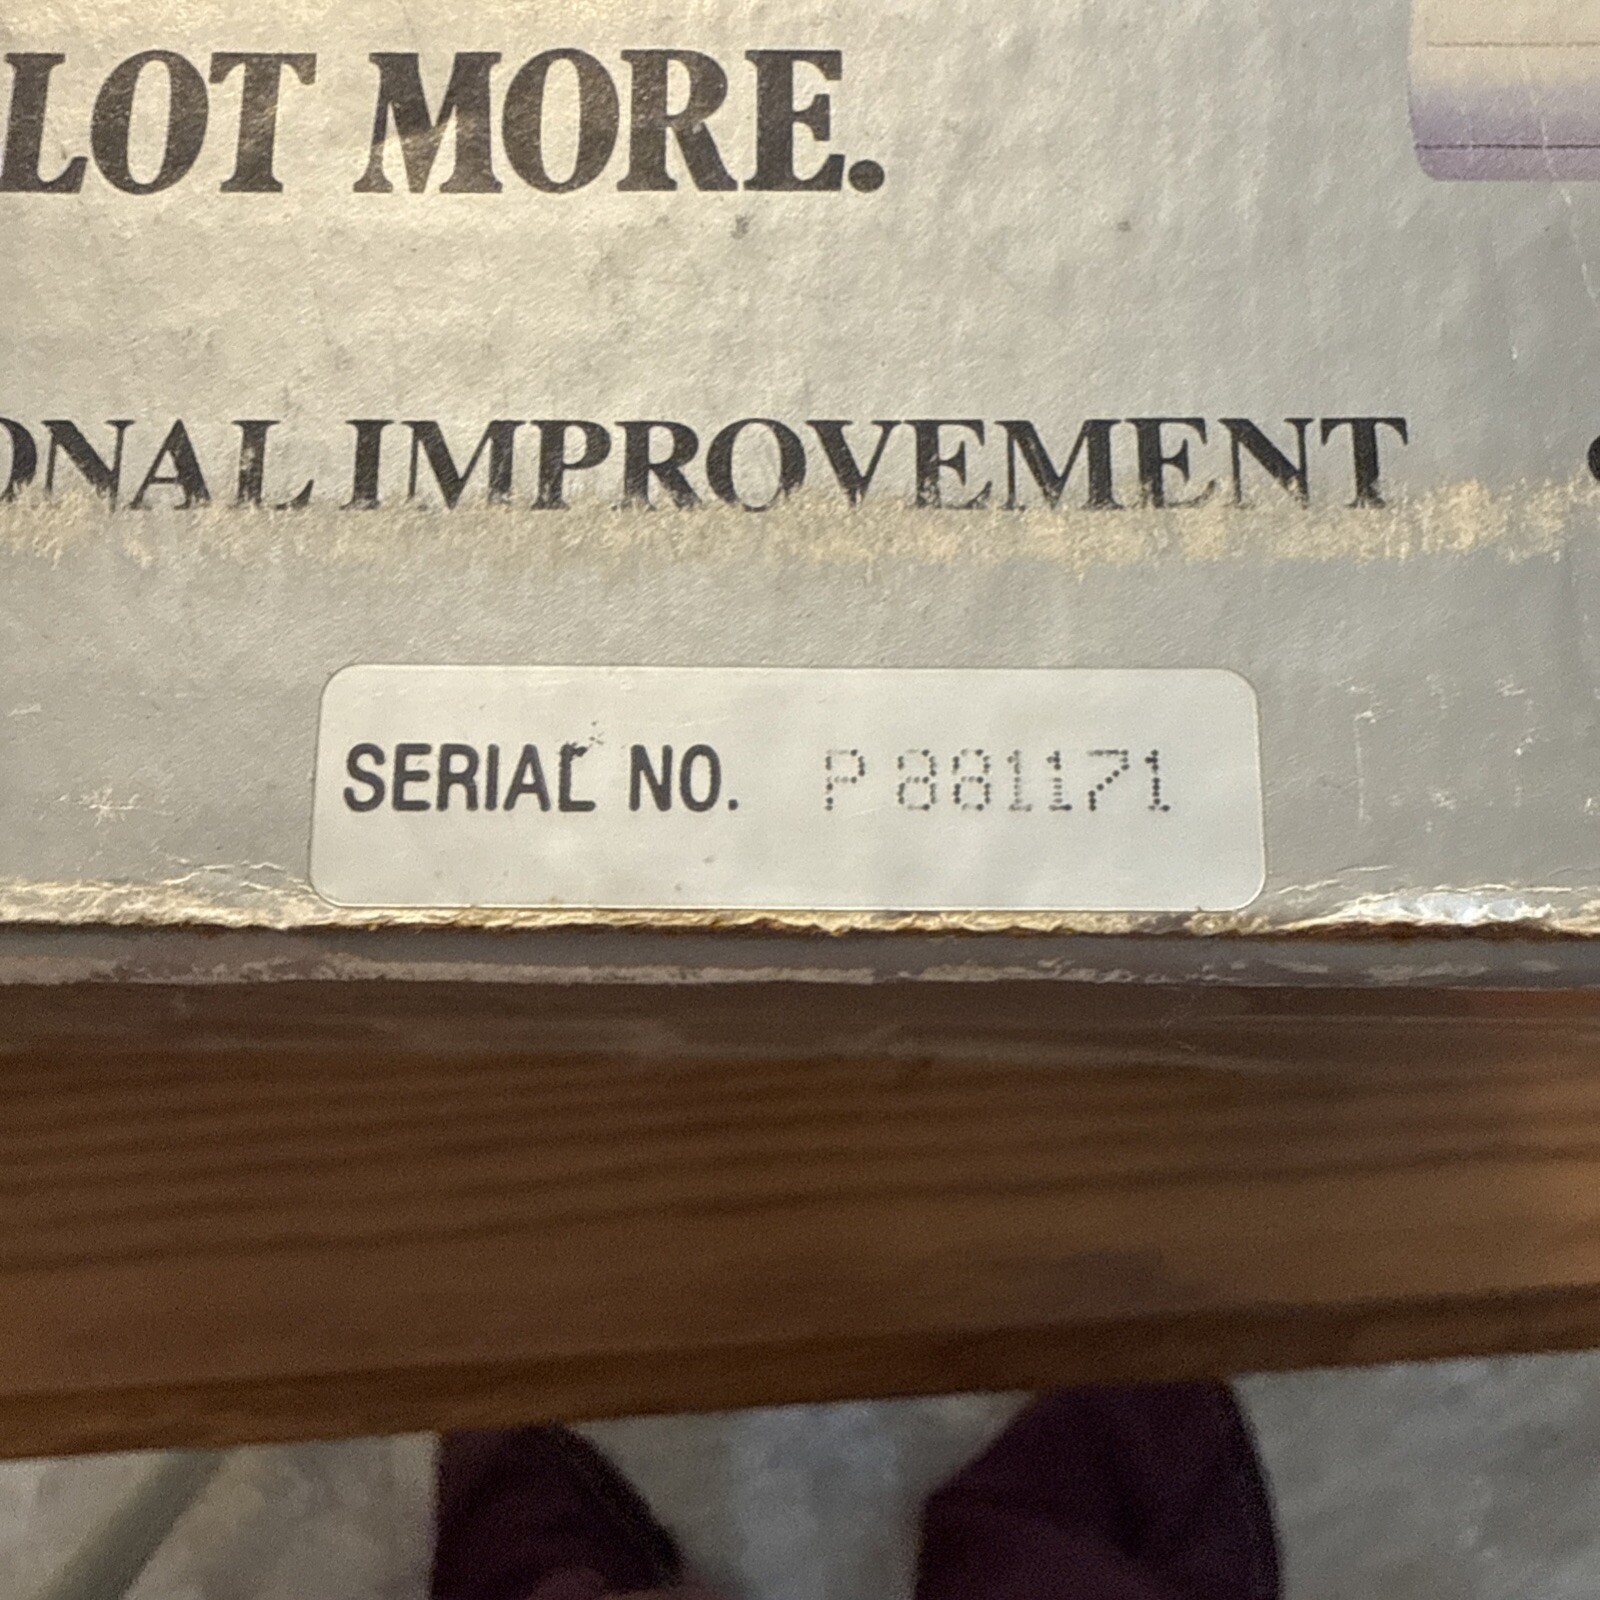 LOT MORE.
ONAL IMPROVEMENT
SERIAL NO. P 881171